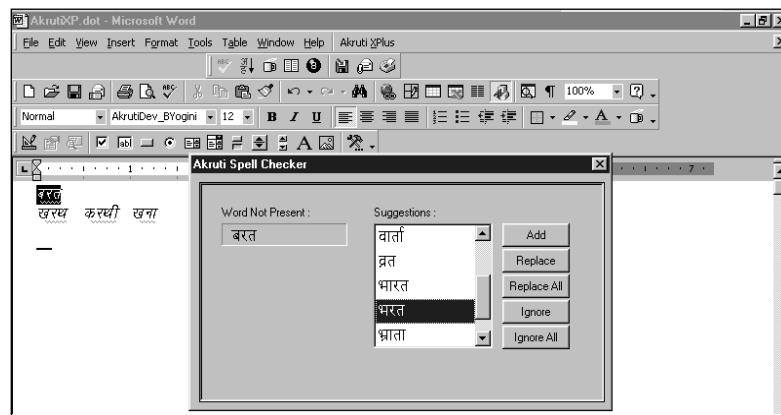 AkrutiXP.dot - Microsoft Word
File Edit View Insert Format Tools Table Window Help Akruti XPlus
100%
Normal AkrutiDev_BYogini 12 B I U
Akruti Spell Checker
बरत
खरथ करथी खना
Word Not Present :
बरत
Suggestions :
वार्ता
व्रत
भारत
भरत
भ्राता
Add
Replace
Replace All
Ignore
Ignore All